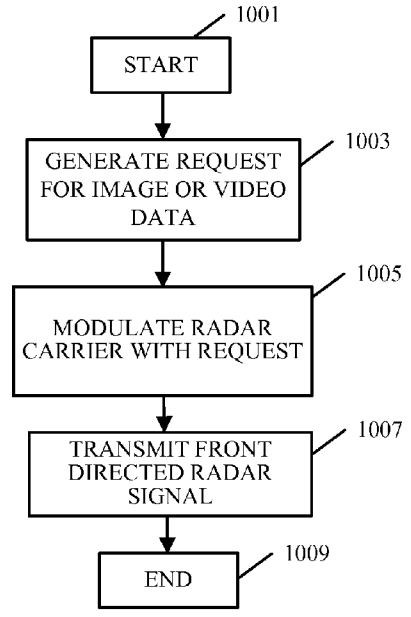 1001
START
1003
GENERATE REQUEST
FOR IMAGE OR VIDEO
DATA
1005
MODULATE RADAR
CARRIER WITH REQUEST
1007
TRANSMIT FRONT
DIRECTED RADAR
SIGNAL
1009
END